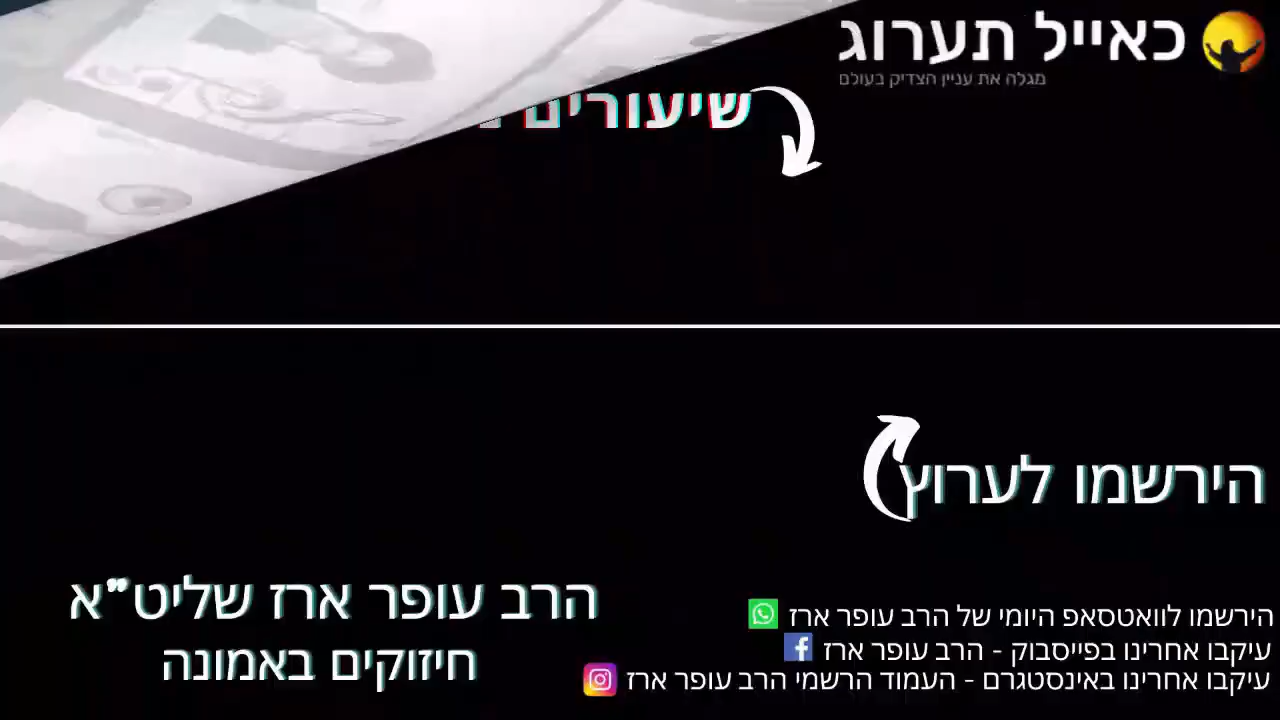 כאייל תערוג
מגלה את עניין הצדיק בעולם
שיעורים
הירשמו לערוץ
הרב עופר ארז שליט"א
חיזוקים באמונה
הירשמו לוואטסאפ היומי של הרב עופר ארז
עיקבו אחרינו בפייסבוק - הרב עופר ארז
עיקבו אחרינו באינסטגרם - העמוד הרשמי הרב עופר ארז